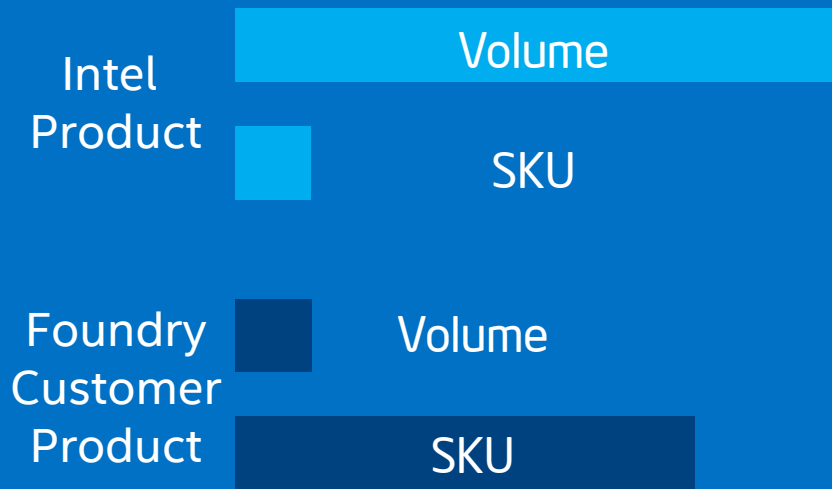 Intel
Product
Volume
SKU
Foundry
Customer
Product
Volume
SKU